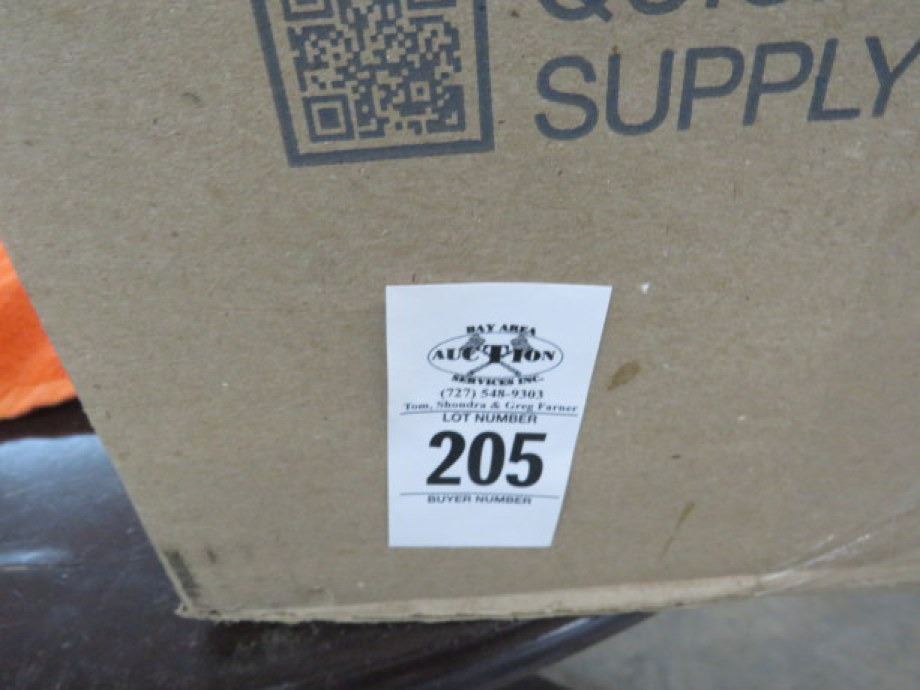 SUPPLY
BAY AREA
AUCTION
SERVICES INC.
(727) 548-9303
Tom, Shondra & Greg Farner
LOT NUMBER
205
BUYER NUMBER